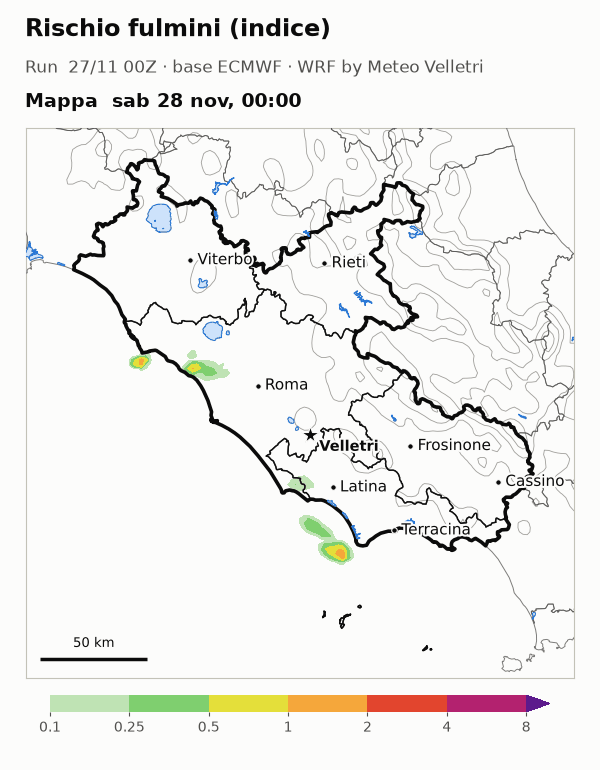 Rischio fulmini (indice)
Run  27/11 00Z · base ECMWF · WRF by Meteo Velletri
Mappa  sab 28 nov, 00:00
Viterbo
Rieti
Roma
Velletri
Frosinone
Cassino
Latina
Terracina
50 km
0.1 0.25 0.5 1 2 4 8